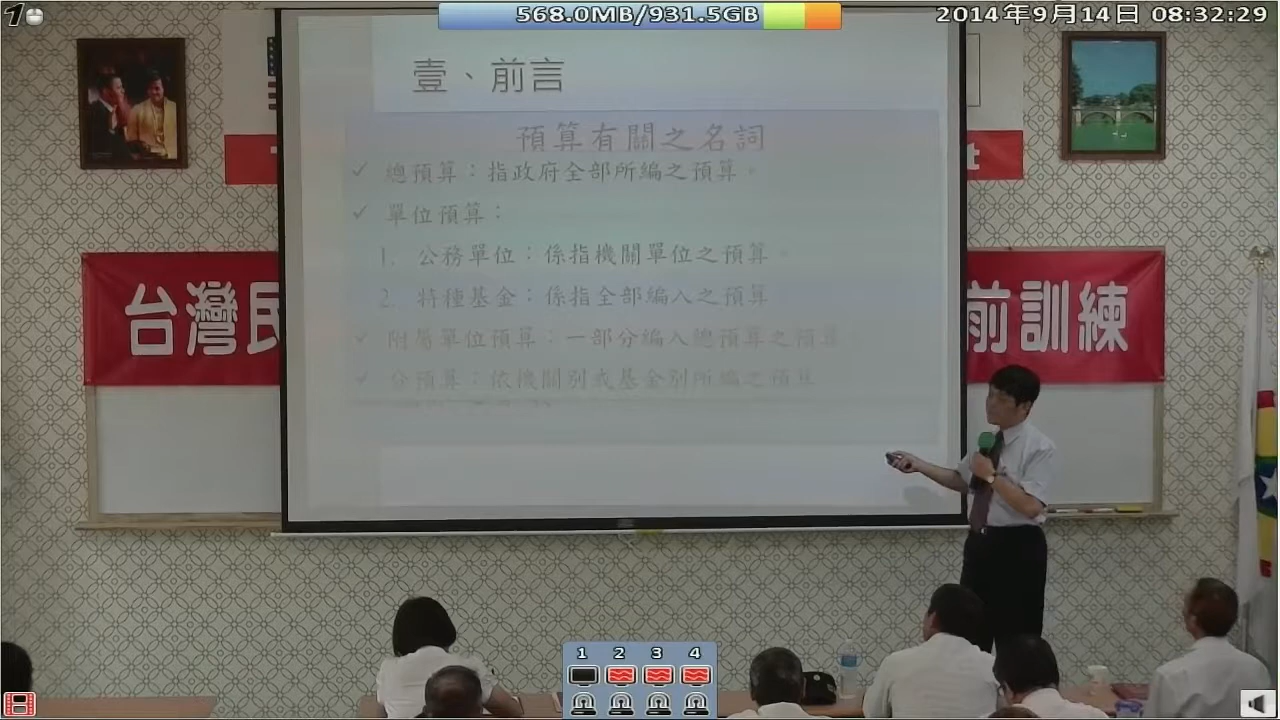 1
568.0MB/931.5GB
2014年9月14日 08:32:29
壹、前言
預算有關之名詞
✓ 總預算：指政府全部所編之預算。
✓ 單位預算：
1. 公務單位：係指機關單位之預算。
2. 特種基金：係指全部編入之預算
✓ 附屬單位預算：一部分編入總預算之預算
✓ 分預算：依機關別或基金別所編之預算
t
台灣民
前訓練
1 2 3 4